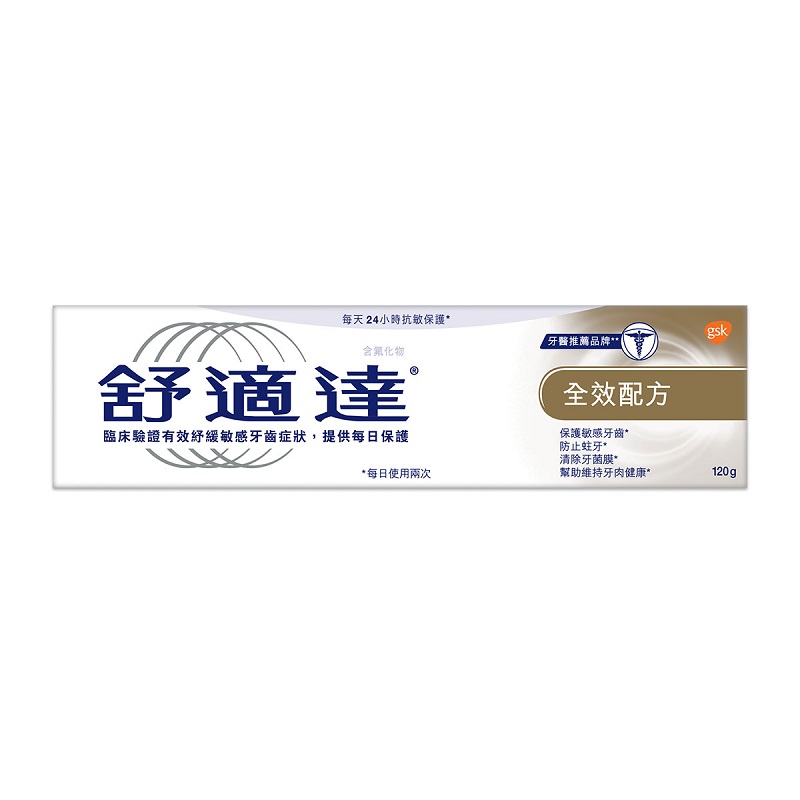 每天24小時抗敏保護*
含氟化物
舒適達®
臨床驗證有效紓緩敏感牙齒症狀，提供每日保護
*每日使用兩次
牙醫推薦品牌**
gsk
全效配方
保護敏感牙齒*
防止蛀牙*
清除牙菌膜*
幫助維持牙肉健康*
120g